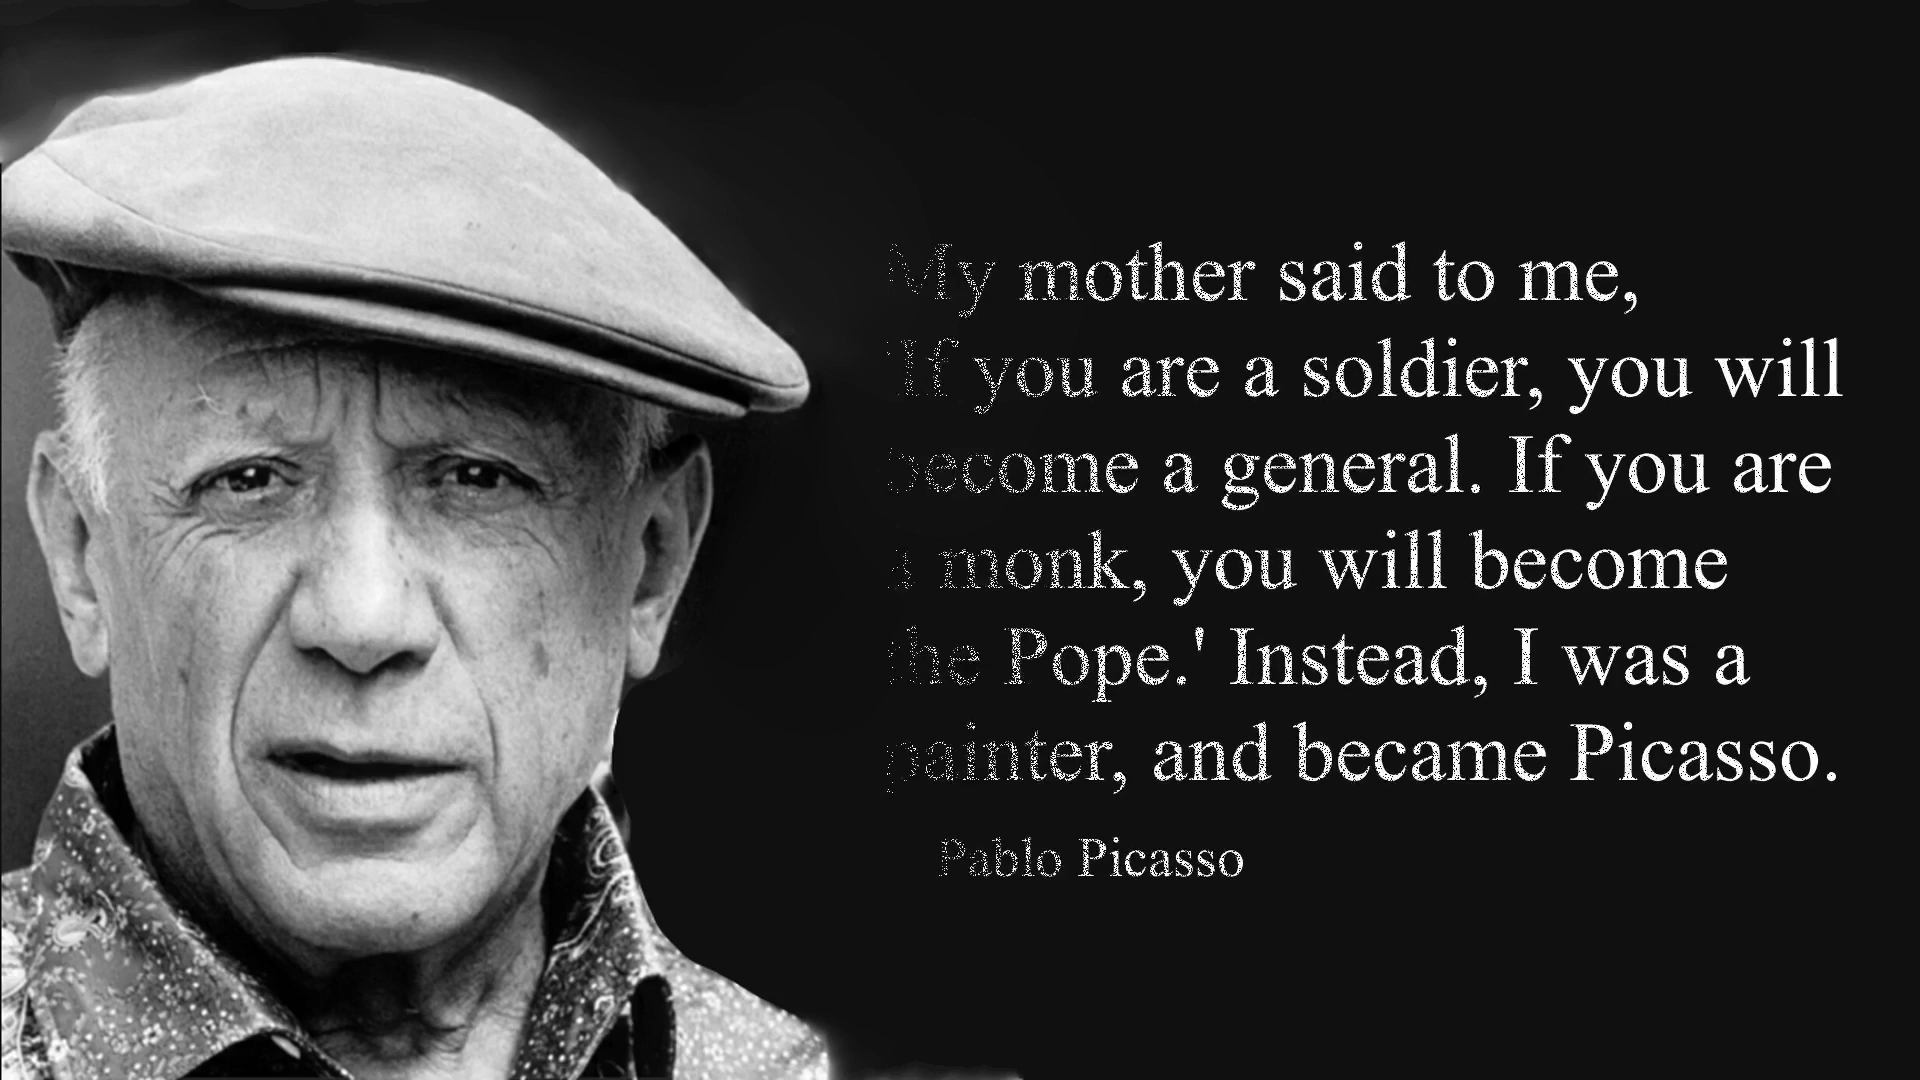 My mother said to me,
'If you are a soldier, you will
become a general. If you are
a monk, you will become
the Pope.' Instead, I was a
painter, and became Picasso.
Pablo Picasso